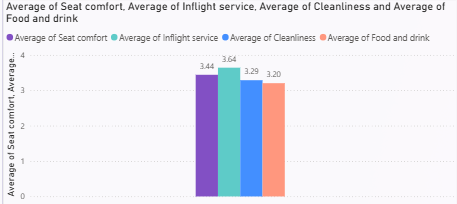 Average of Seat comfort, Average of Inflight service, Average of Cleanliness and Average of
Food and drink
Average of Seat comfort Average of Inflight service Average of Cleanliness Average of Food and drink
Average of Seat comfort, Average...
4
3
2
1
0
3.44
3.64
3.29
3.20